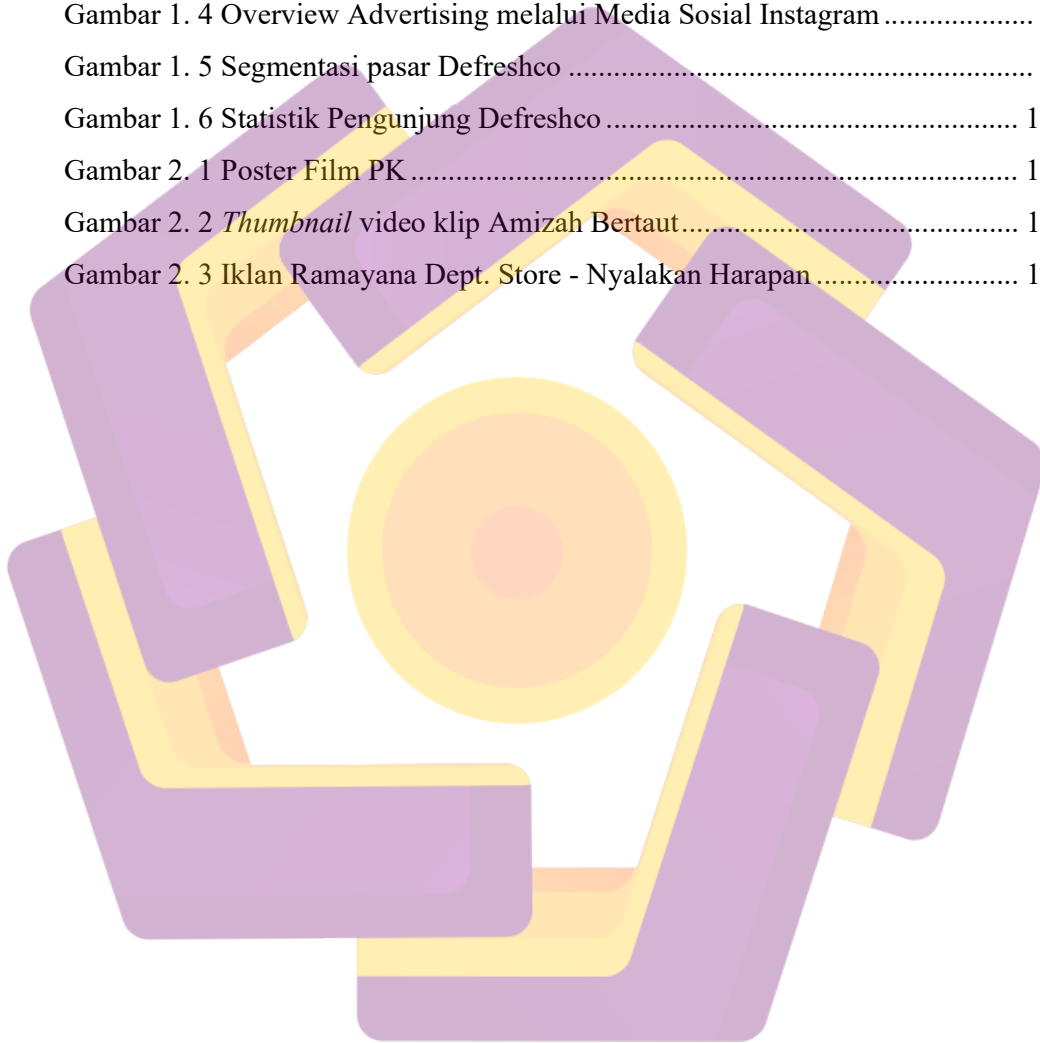 Gambar 1. 4 Overview Advertising melalui Media Sosial Instagram ....................
Gambar 1. 5 Segmentasi pasar Defreshco ..............................................................
Gambar 1. 6 Statistik Pengunjung Defreshco ....................................................... 1
Gambar 2. 1 Poster Film PK ................................................................................. 1
Gambar 2. 2 Thumbnail video klip Amizah Bertaut ............................................. 1
Gambar 2. 3 Iklan Ramayana Dept. Store - Nyalakan Harapan ........................... 1